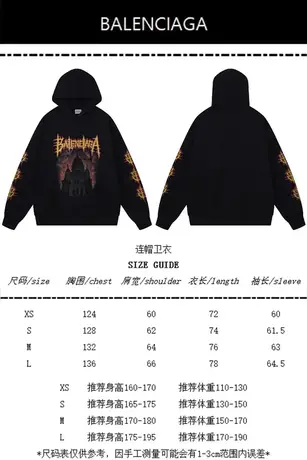 BALENCIAGA
BALENCIAGA
连帽卫衣
SIZE GUIDE
尺码/size 胸围/chest 肩宽/shoulder 衣长/length 袖长/sleeve
XS 124 60 72 60
S 128 62 74 61.5
M 132 64 76 63
L 136 66 78 64.5
XS 推荐身高160-170 推荐体重110-130
S 推荐身高165-175 推荐体重130-150
M 推荐身高170-180 推荐体重150-170
L 推荐身高175-195 推荐体重170-190
*尺码表仅供参考，因手工测量可能会有1-3cm范围内误差*